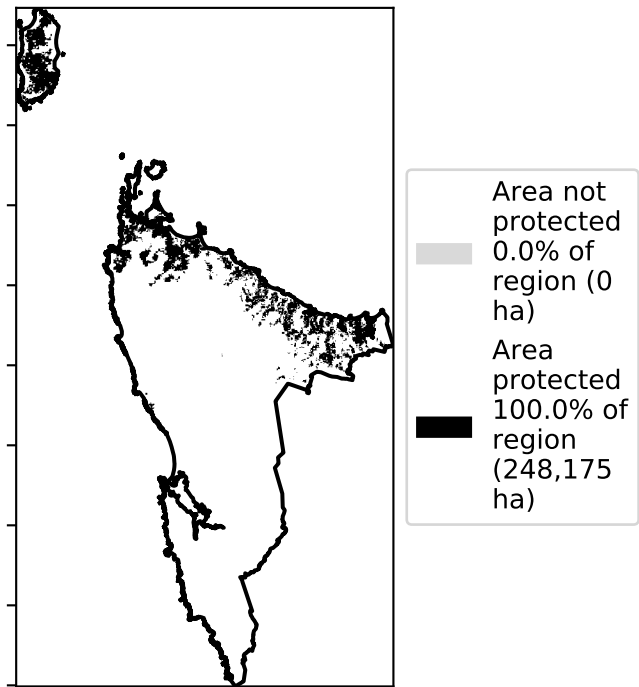 Area not
protected
0.0% of
region (0
ha)
Area
protected
100.0% of
region
(248,175
ha)